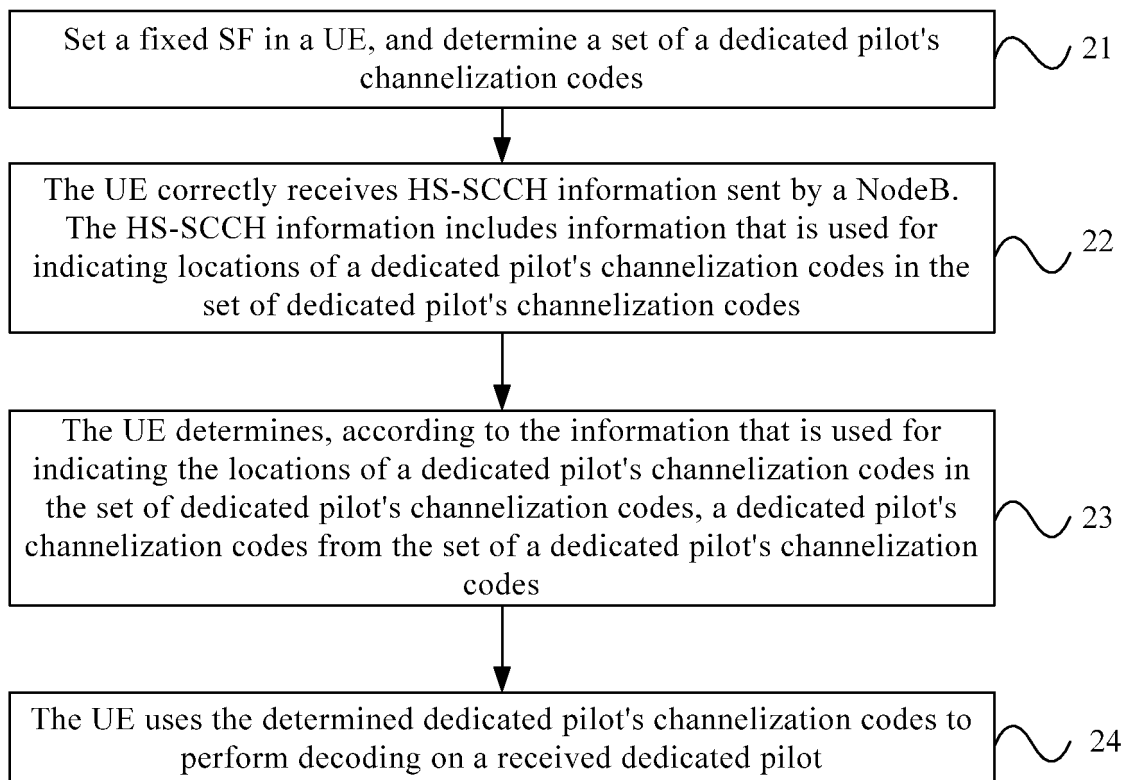 Set a fixed SF in a UE, and determine a set of a dedicated pilot's
channelization codes
21
The UE correctly receives HS-SCCH information sent by a NodeB.
The HS-SCCH information includes information that is used for
indicating locations of a dedicated pilot's channelization codes in the
set of dedicated pilot's channelization codes
22
The UE determines, according to the information that is used for
indicating the locations of a dedicated pilot's channelization codes in
the set of dedicated pilot's channelization codes, a dedicated pilot's
channelization codes from the set of a dedicated pilot's channelization
codes
23
The UE uses the determined dedicated pilot's channelization codes to
perform decoding on a received dedicated pilot
24